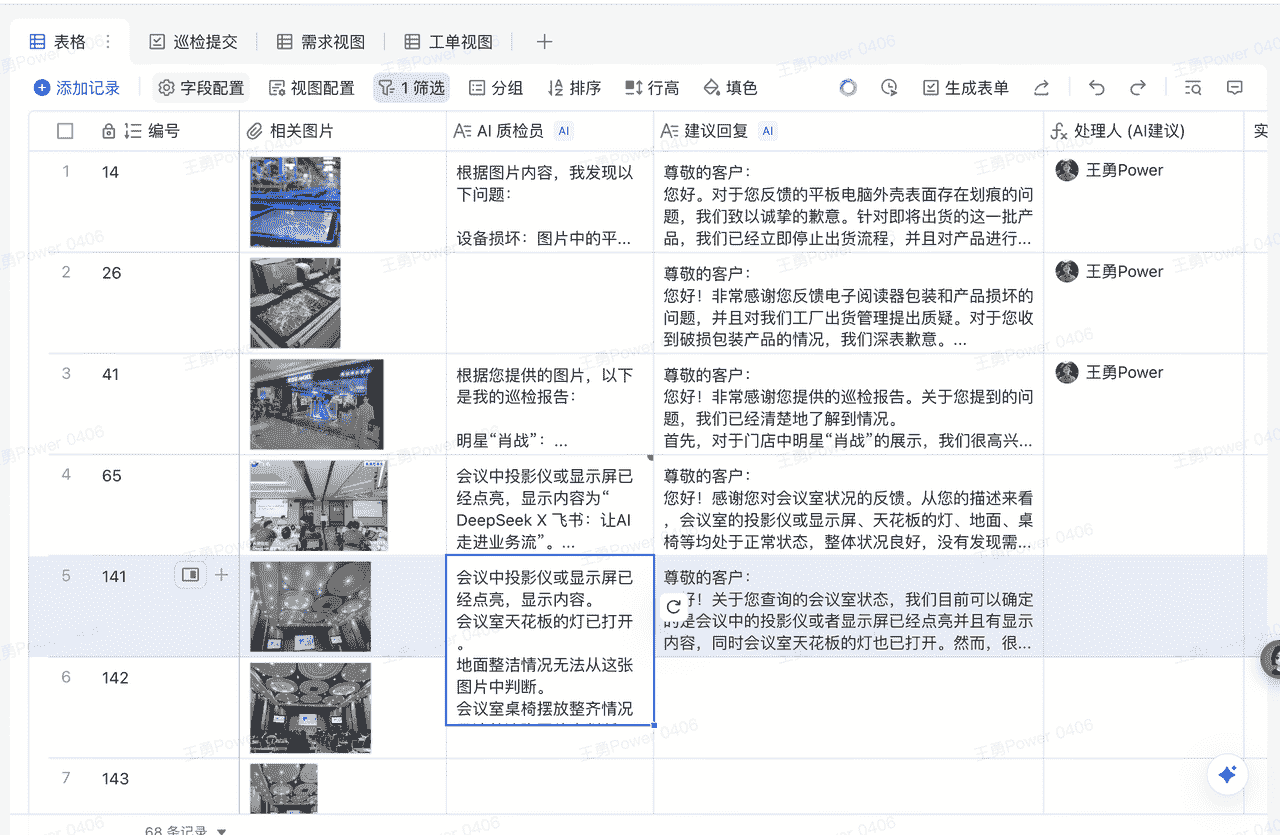 表格
巡检提交
需求视图
工单视图
添加记录
字段配置
视图配置
1 筛选
分组
排序
行高
填色
生成表单
编号
相关图片
AI 质检员 AI
建议回复 AI
处理人 (AI建议)
实
1
14
根据图片内容，我发现以
下问题：
设备损坏：图片中的平...
尊敬的客户：
您好。对于您反馈的平板电脑外壳表面存在划痕的问
题，我们致以诚挚的歉意。针对即将出货的这一批产
品，我们已经立即停止出货流程，并且对产品进行...
王勇Power
2
26
尊敬的客户：
您好！非常感谢您反馈电子阅读器包装和产品损坏的
问题，并且对我们工厂出货管理提出质疑。对于您收
到破损包装产品的情况，我们深表歉意。...
王勇Power
3
41
根据您提供的图片，以下
是我的巡检报告：
明星“肖战”：...
尊敬的客户：
您好！非常感谢您提供的巡检报告。关于您提到的问
题，我们已经清楚地了解到情况。
首先，对于门店中明星“肖战”的展示，我们很高兴...
王勇Power
4
65
会议中投影仪或显示屏已
经点亮，显示内容为“
DeepSeek X 飞书：让AI
走进业务流”。...
尊敬的客户：
您好！感谢您对会议室状况的反馈。从您的描述来看
，会议室的投影仪或显示屏、天花板的灯、地面、桌
椅等均处于正常状态，整体状况良好，没有发现需...
5
141
会议中投影仪或显示屏已
经点亮，显示内容。
会议室天花板的灯已打开
。
地面整洁情况无法从这张
图片中判断。
会议室桌椅摆放整齐情况
尊敬的客户：
好！关于您查询的会议室状态，我们目前可以确定
的是会议中的投影仪或者显示屏已经点亮并且有显示
内容，同时会议室天花板的灯也已打开。然而，很...
6
142
7
143
68 条记录
王勇Power 0406